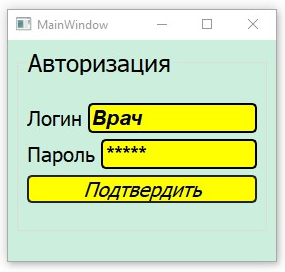 MainWindow
Авторизация
Логин Врач
Пароль *****
Подтвердить